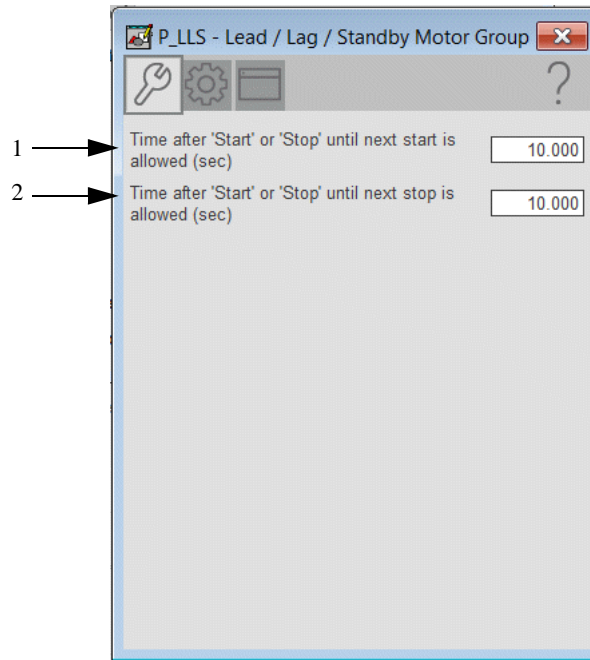 P_LLS - Lead / Lag / Standby Motor Group
?
1
Time after 'Start' or 'Stop' until next start is
allowed (sec)
10.000
2
Time after 'Start' or 'Stop' until next stop is
allowed (sec)
10.000